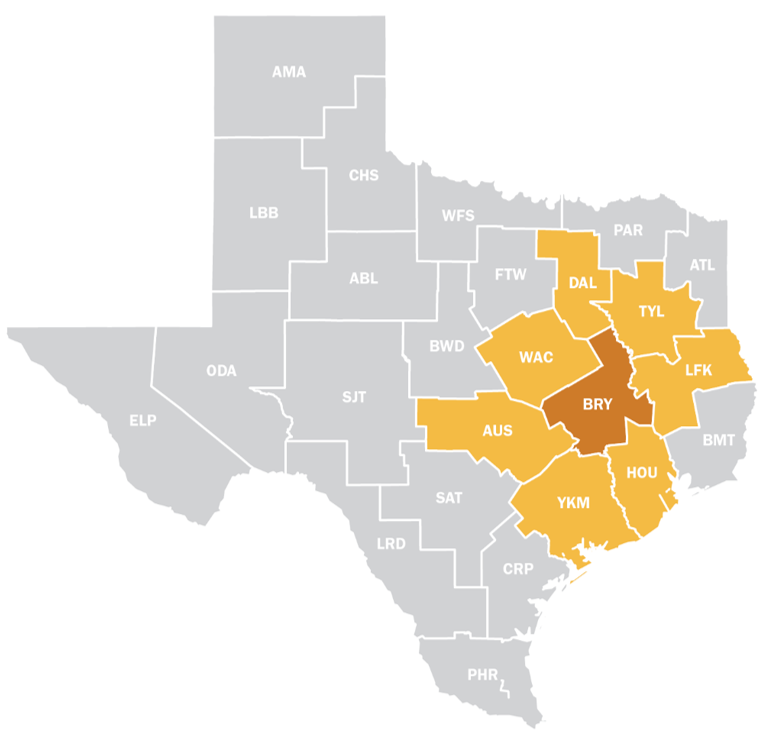 AMA
CHS
LBB
WFS
PAR
ATL
FTW
ABL
DAL
TYL
BWD
WAC
LFK
ODA
SJT
BRY
ELP
AUS
BMT
HOU
SAT
YKM
LRD
CRP
PHR